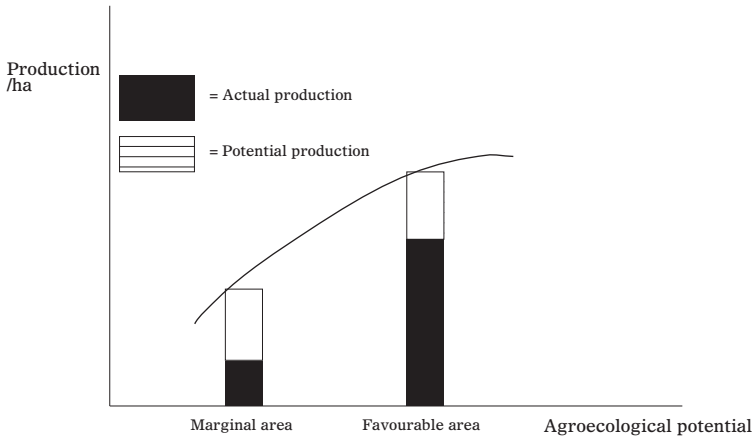 Production
/ha
= Actual production
= Potential production
Marginal area
Favourable area
Agroecological potential